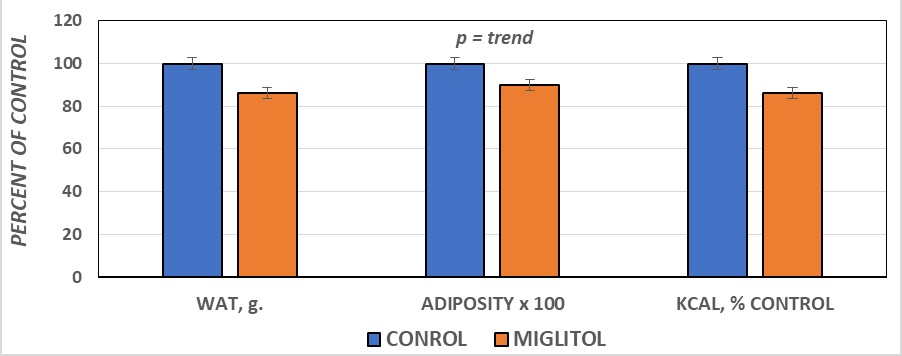 120
p = trend
100
80
60
40
20
0
PERCENT OF CONTROL
WAT, g.
ADIPOSITY x 100
KCAL, % CONTROL
CONROL
MIGLITOL